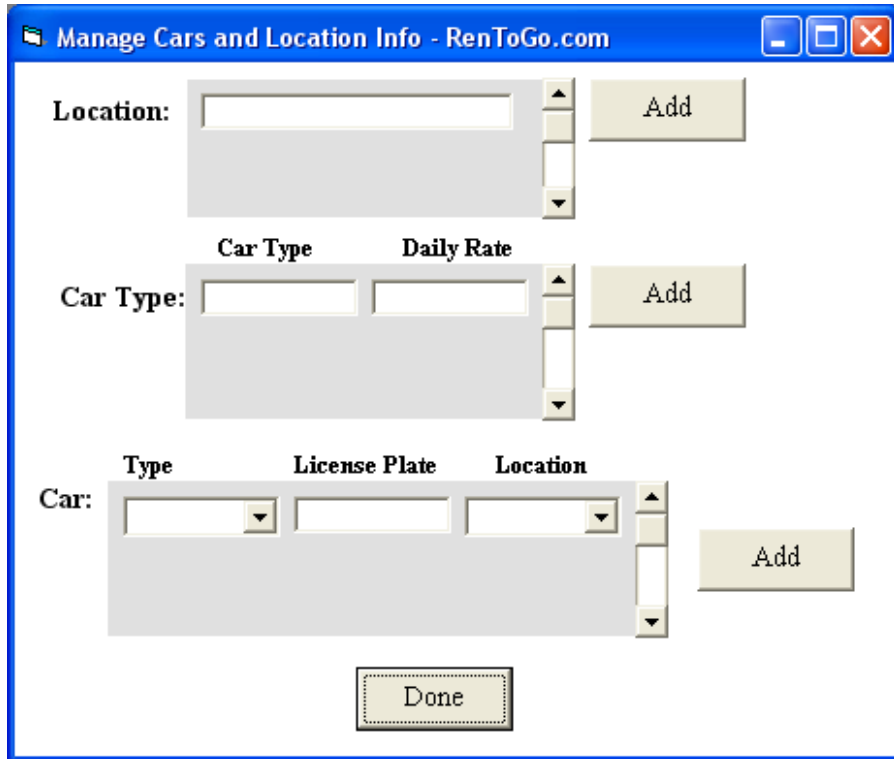 Manage Cars and Location Info - RenToGo.com
Location:
Add
Car Type Daily Rate
Car Type:
Add
Type License Plate Location
Car:
Add
Done